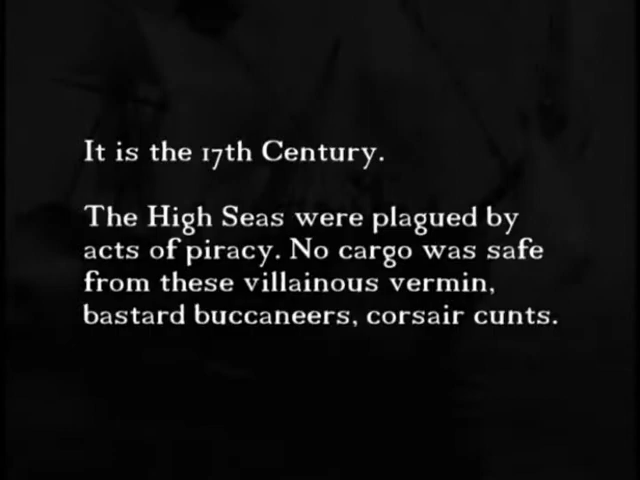 It is the 17th Century.
The High Seas were plagued by
acts of piracy. No cargo was safe
from these villainous vermin,
bastard buccaneers, corsair cunts.